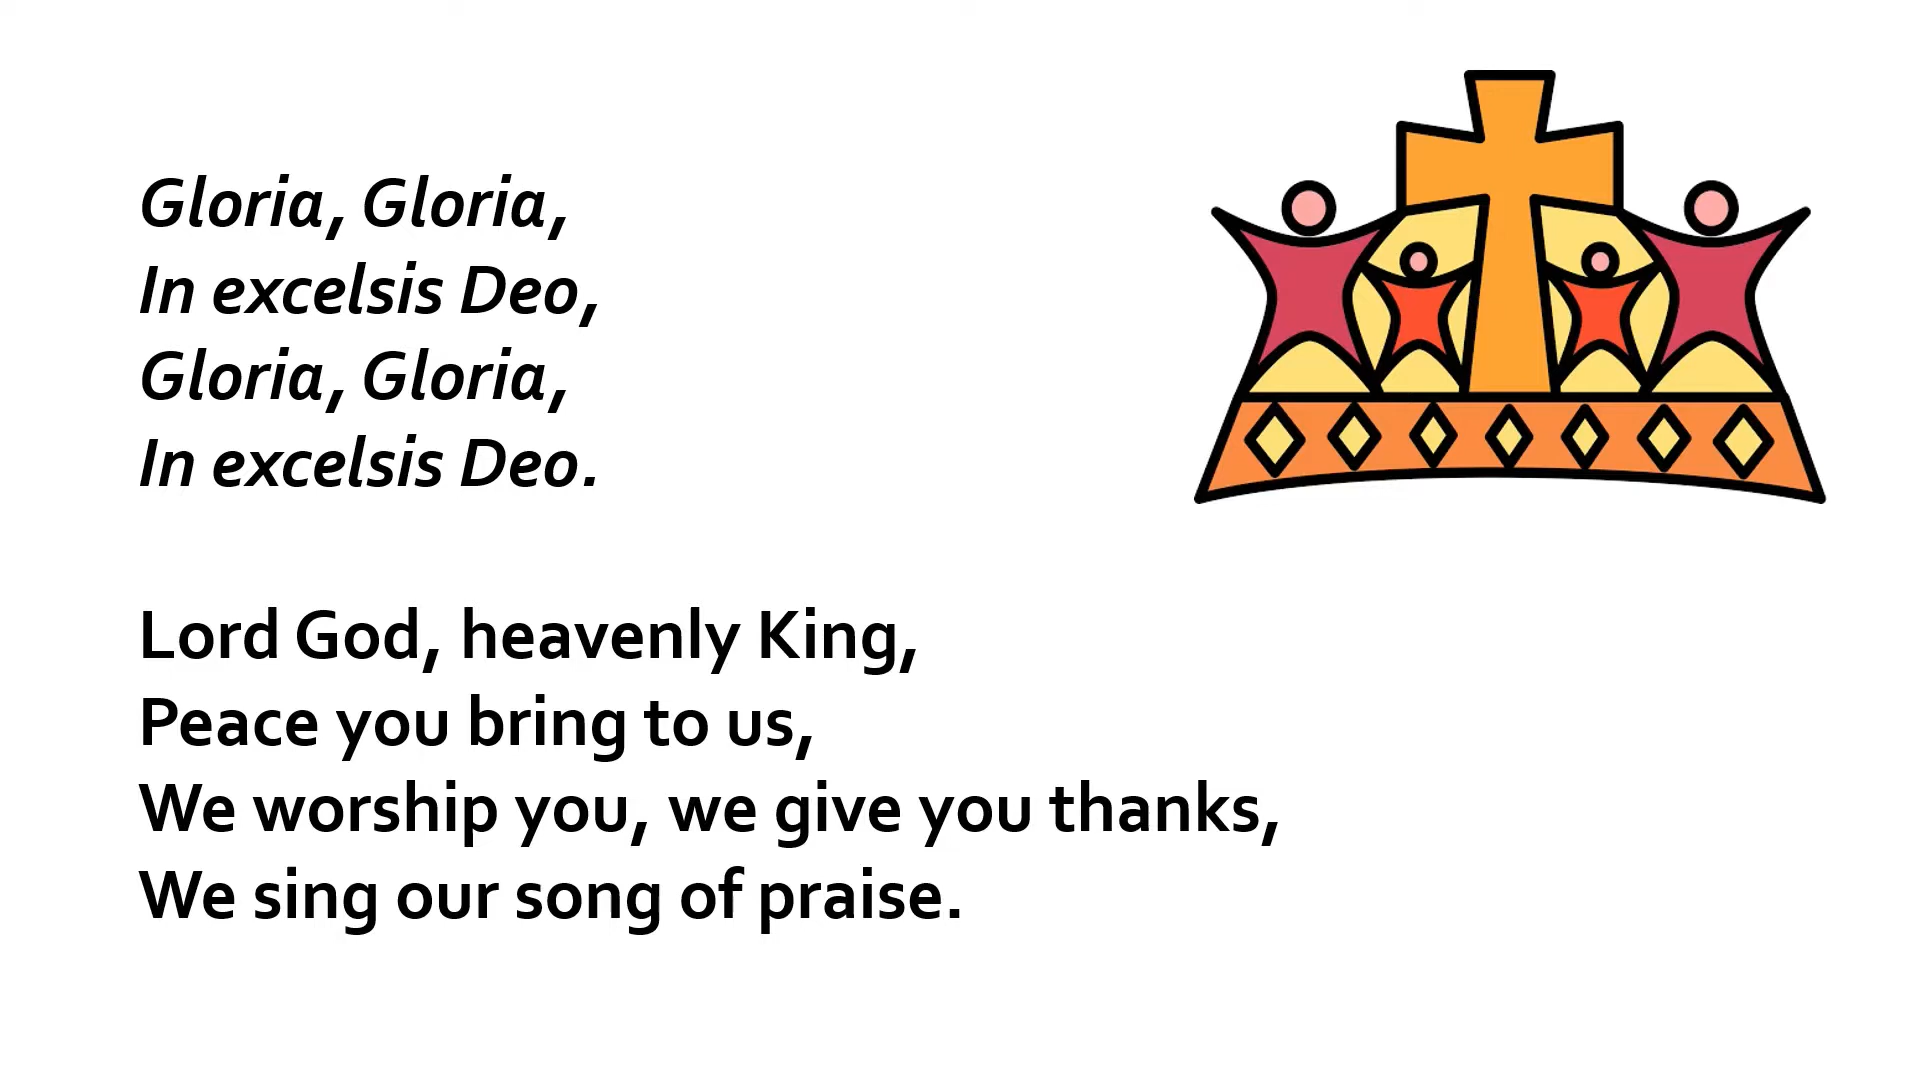 Gloria, Gloria,
In excelsis Deo,
Gloria, Gloria,
In excelsis Deo.
Lord God, heavenly King,
Peace you bring to us,
We worship you, we give you thanks,
We sing our song of praise.